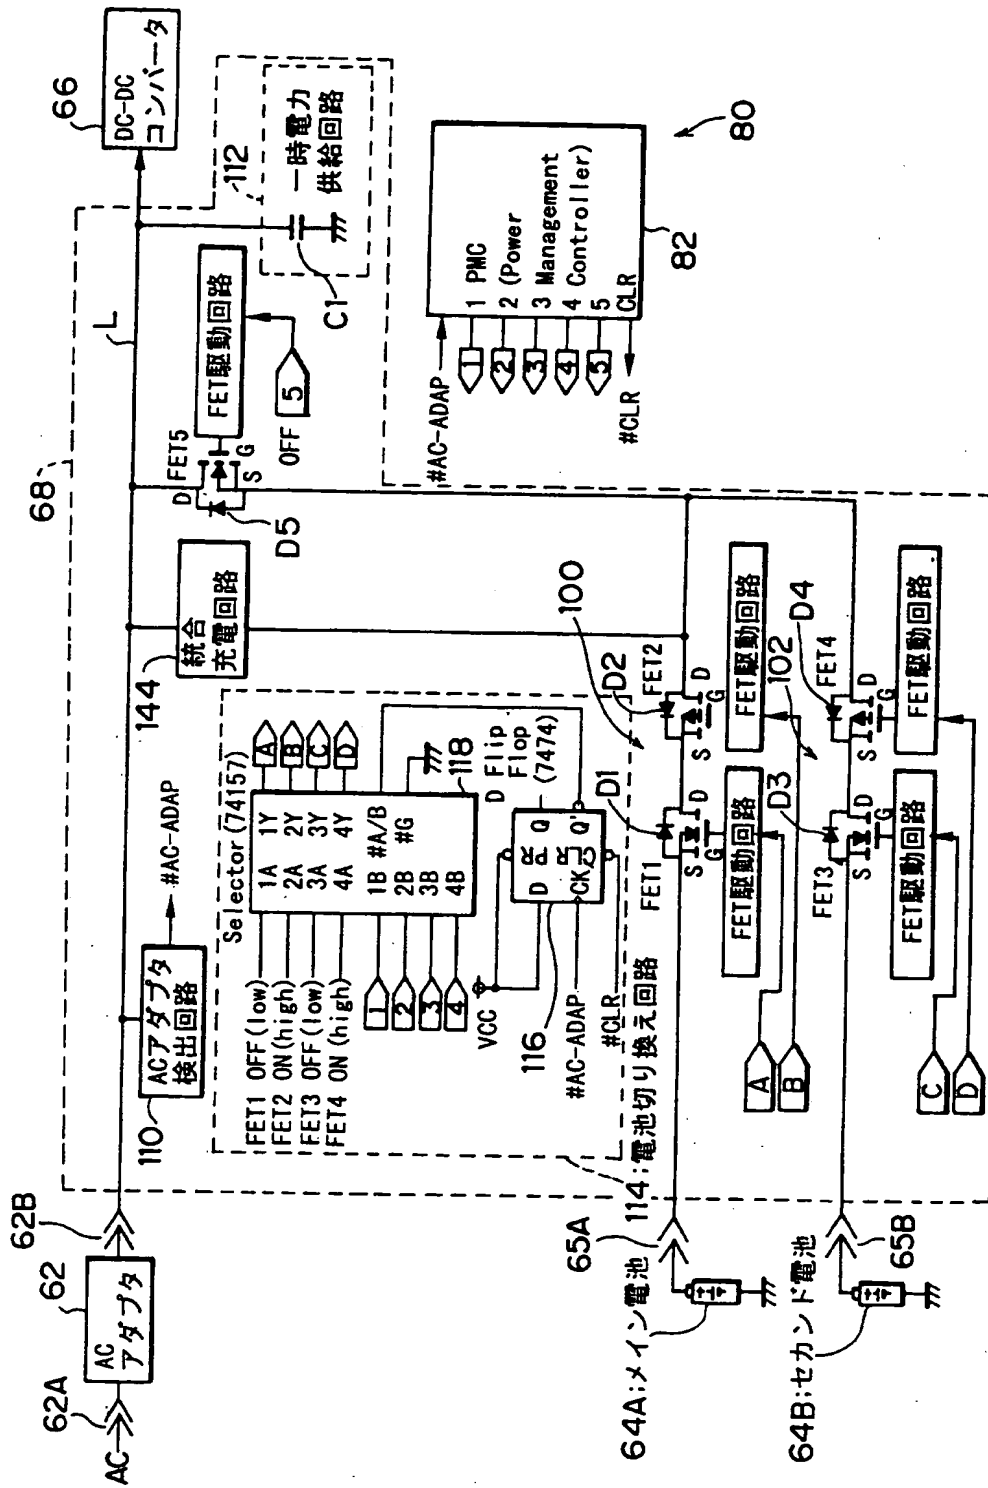 AC
62A
62
AC
アダプタ
62B
110
ACアダプタ
検出回路
#AC-ADAP
68
144
統合
充電回路
L
D
FET5
G
S
D5
FET駆動回路
OFF
5
66
DC-DC
コンバータ
112
C1
一時電力
供給回路
#AC-ADAP
1
2
3
4
5
1 PMC
2 (Power
3 Management
4 Controller)
5
CLR
#CLR
82
80
Selector(74157)
FET1 OFF(low)
FET2 ON(high)
FET3 OFF(low)
FET4 ON(high)
1
2
3
4
1A 1Y
2A 2Y
3A 3Y
4A 4Y
1B #A/B
2B #G
3B
4B
A
B
C
D
118
VCC
116
#AC-ADAP
#CLR
D PR Q
CK CLR Q'
D Flip
Flop
(7474)
114:電池切り換え回路
100
FET1
D1
S
D
G
FET2
D2
S
D
G
FET駆動回路
FET駆動回路
A
B
102
FET3
D3
S
D
G
FET4
D4
S
D
G
FET駆動回路
FET駆動回路
C
D
65A
64A:メイン電池
65B
64B:セカンド電池